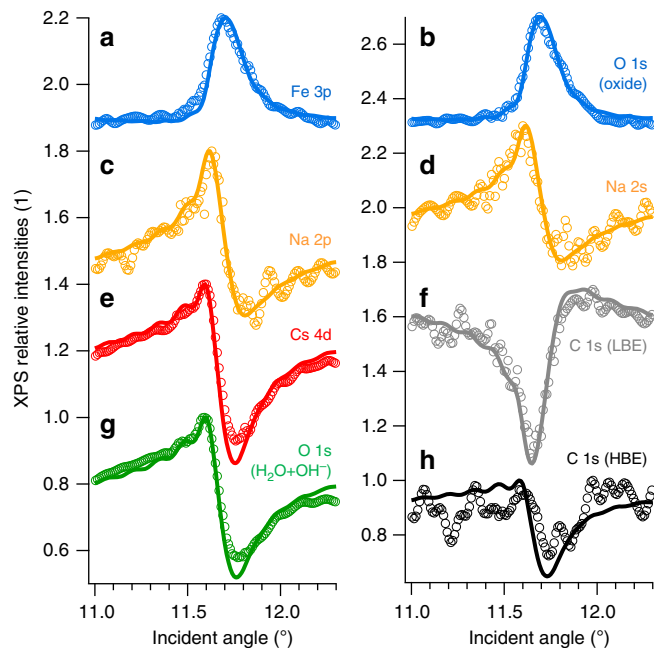 XPS relative intensities (1)
2.2
2.0
1.8
1.6
1.4
1.2
1.0
0.8
0.6
a
Fe 3p
c
Na 2p
e
Cs 4d
g
O 1s
(H₂O+OH⁻)
11.0
11.5
12.0
Incident angle (°)
2.6
2.4
2.2
2.0
1.8
1.6
1.4
1.2
1.0
0.8
b
O 1s
(oxide)
d
Na 2s
f
C 1s (LBE)
h
C 1s (HBE)
11.0
11.5
12.0
Incident angle (°)